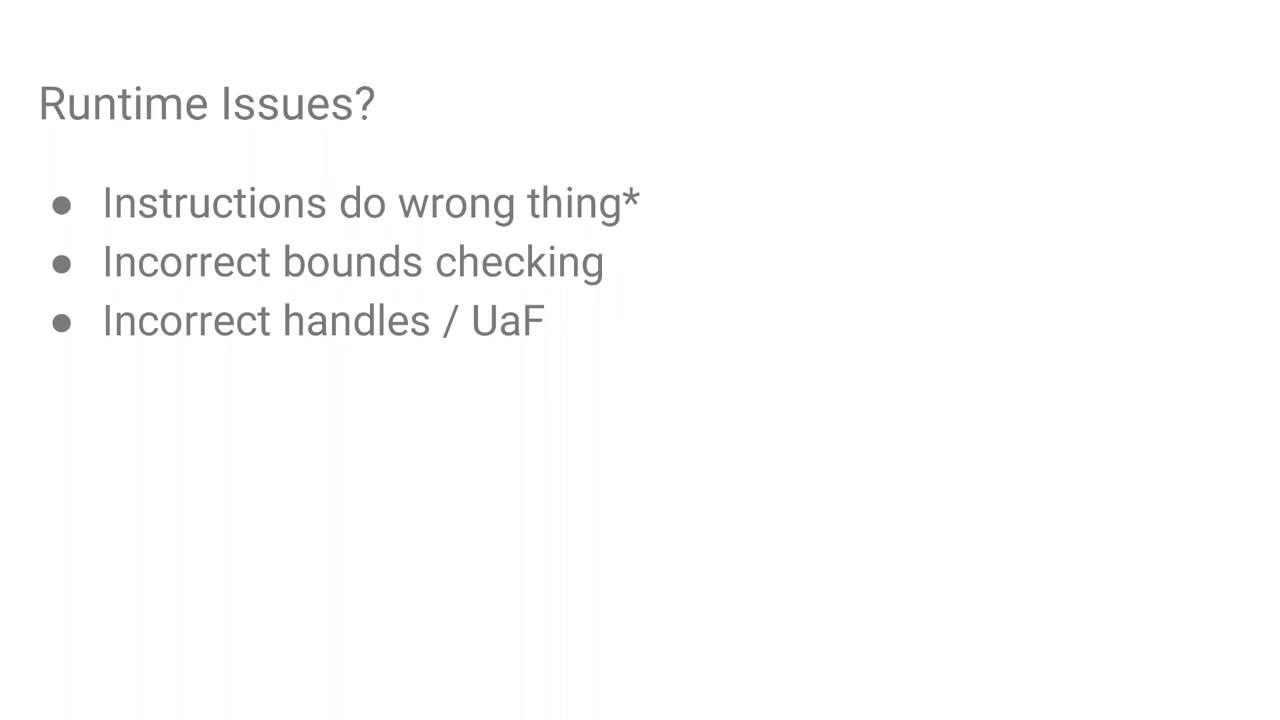 Runtime Issues?
● Instructions do wrong thing*
● Incorrect bounds checking
● Incorrect handles / UaF